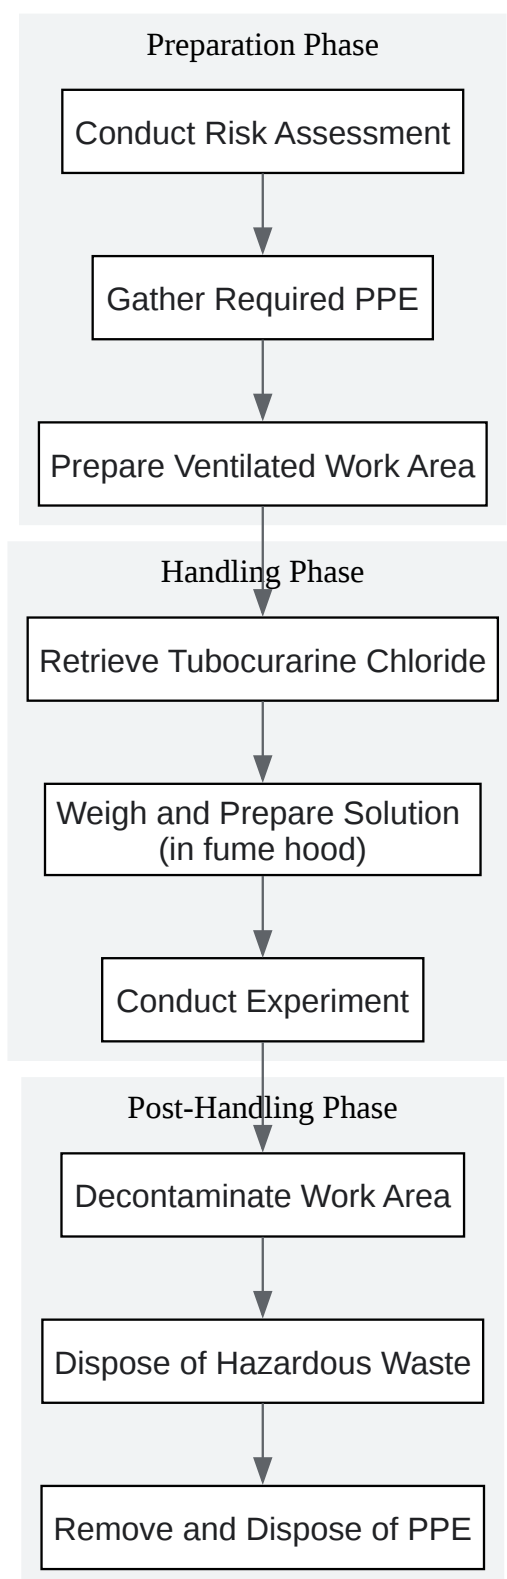 Preparation Phase
Conduct Risk Assessment
Gather Required PPE
Prepare Ventilated Work Area
Handling Phase
Retrieve Tubocurarine Chloride
Weigh and Prepare Solution
(in fume hood)
Conduct Experiment
Post-Handling Phase
Decontaminate Work Area
Dispose of Hazardous Waste
Remove and Dispose of PPE